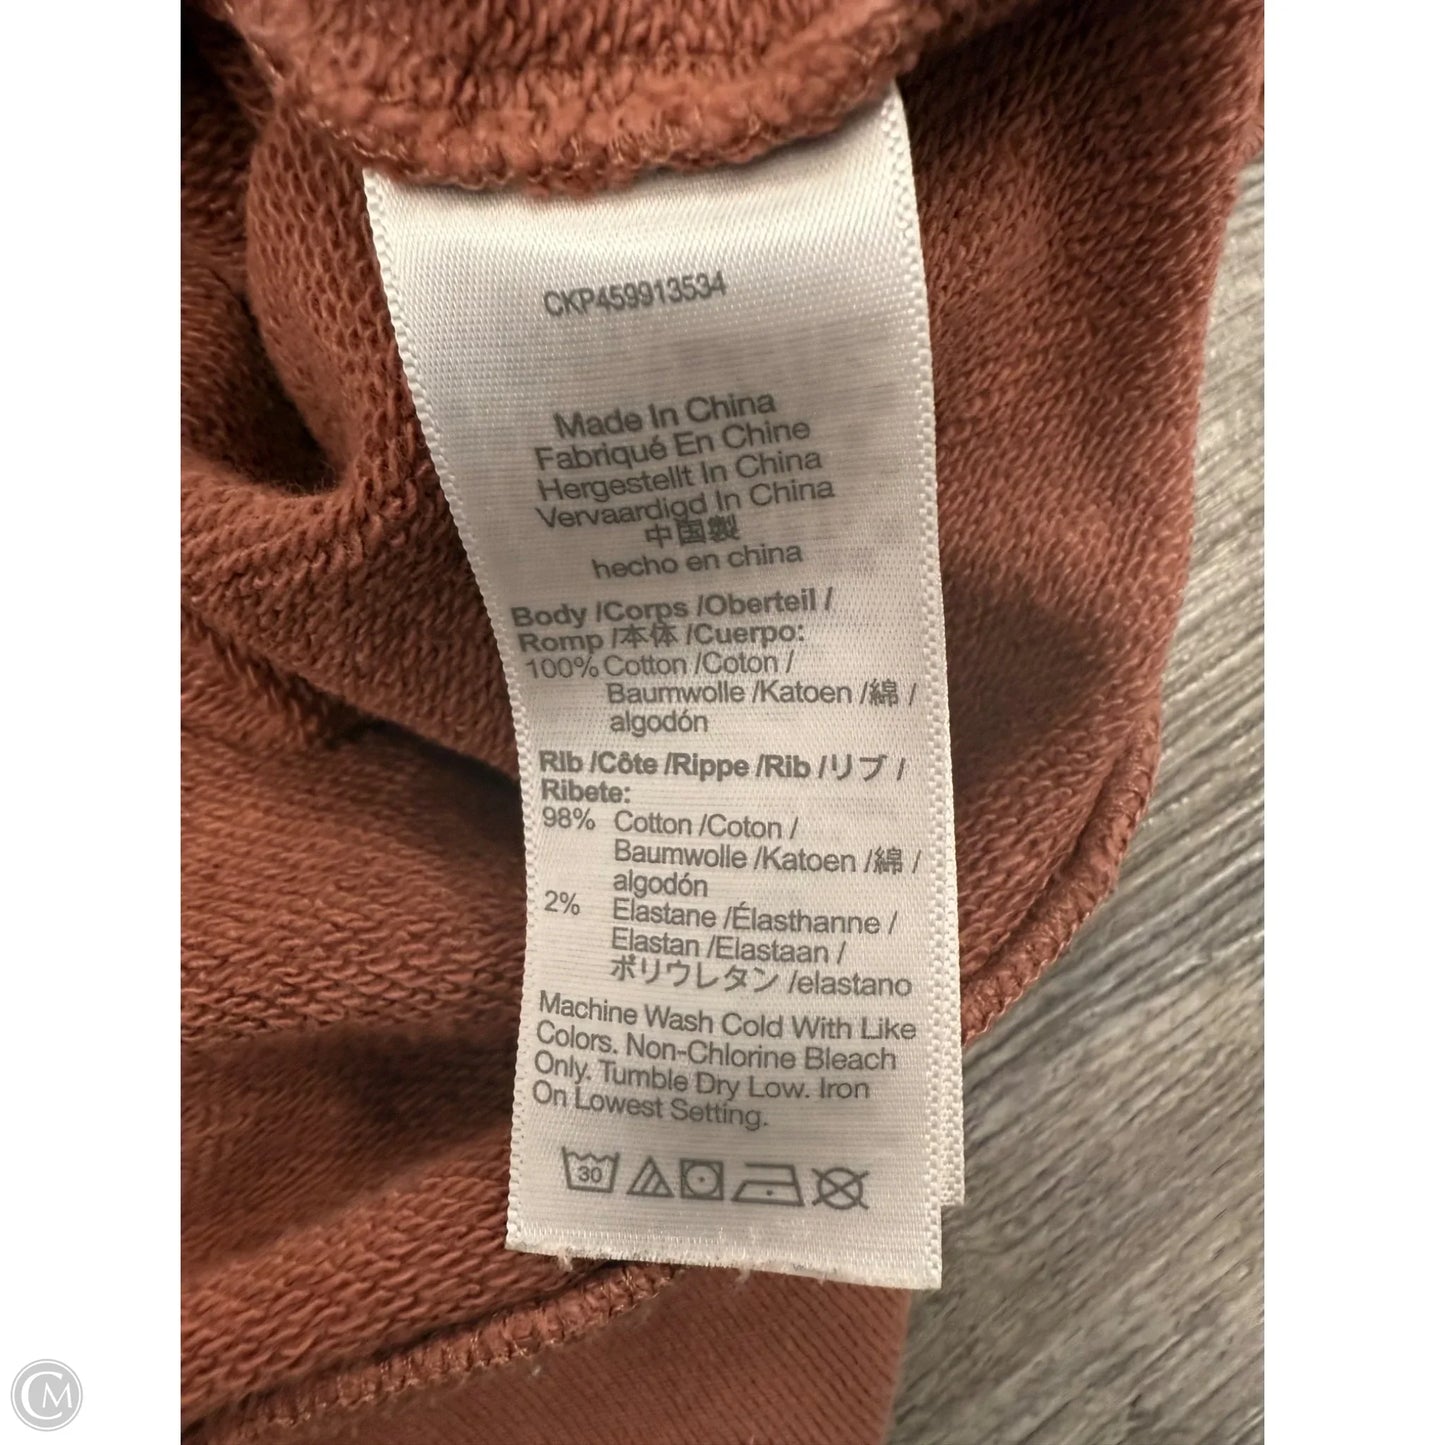 CKP459913534
Made In China
Fabriqué En Chine
Hergestellt In China
Vervaardigd In China
中国製
hecho en china
Body /Corps /Oberteil /
Romp /本体 /Cuerpo:
100% Cotton /Coton /
Baumwolle /Katoen /綿 /
algodón
Rib /Côte /Rippe /Rib /リブ /
Ribete:
98% Cotton /Coton /
Baumwolle /Katoen /綿 /
algodón
2% Elastane /Élasthanne /
Elastan /Elastaan /
ポリウレタン /elastano
Machine Wash Cold With Like
Colors. Non-Chlorine Bleach
Only. Tumble Dry Low. Iron
On Lowest Setting.
30
CM